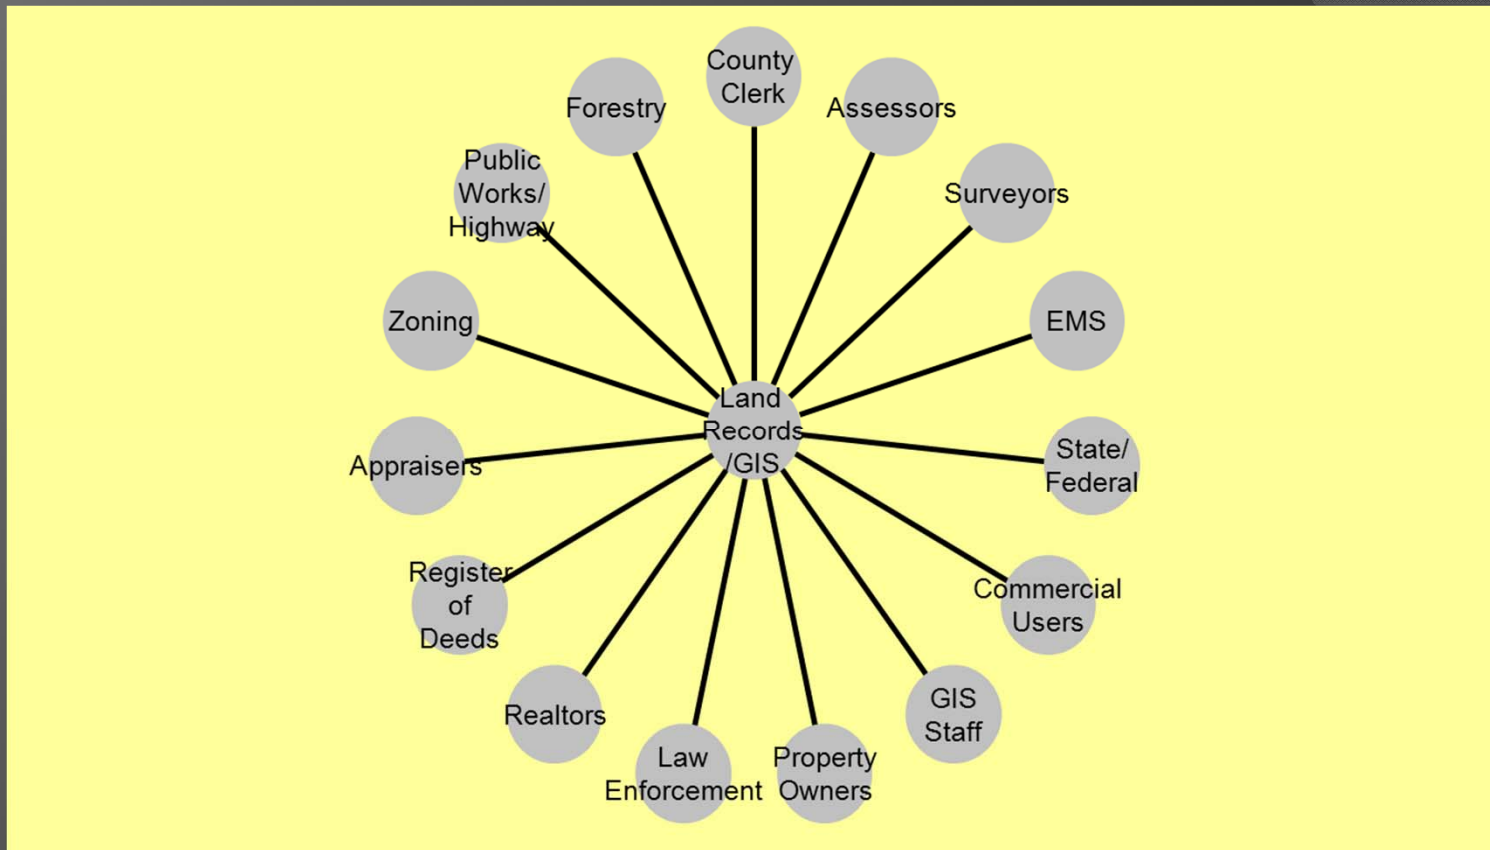 County
Clerk
Assessors
Surveyors
EMS
State/
Federal
Commercial
Users
GIS
Staff
Property
Owners
Law
Enforcement
Realtors
Register
of
Deeds
Appraisers
Zoning
Public
Works/
Highway
Forestry
Land
Records
/GIS